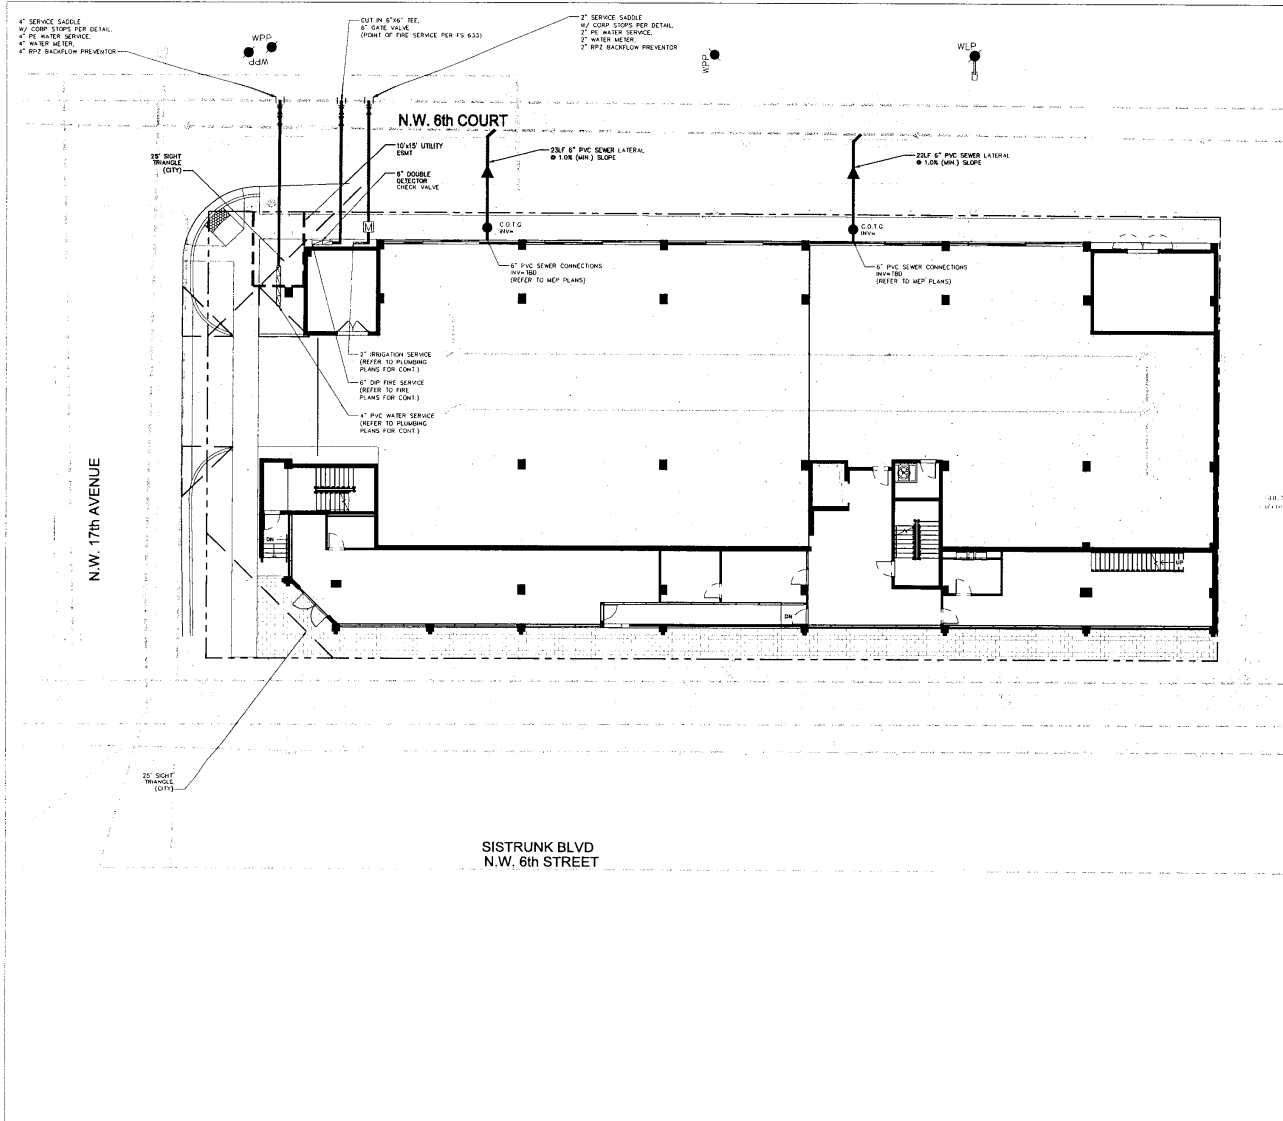 4" SERVICE SADDLE
W/ CORP STOPS PER DETAIL,
4" PE WATER SERVICE,
4" WATER METER,
4" RPZ BACKFLOW PREVENTOR
WPP
WPP
CUT IN 6"X6" TEE,
6" GATE VALVE
(POINT OF FIRE SERVICE PER FS 633)
2" SERVICE SADDLE
W/ CORP STOPS PER DETAIL,
2" PE WATER SERVICE,
2" WATER METER,
2" RPZ BACKFLOW PREVENTOR
WPP
WLP
N.W. 6th COURT
25' SIGHT
TRIANGLE
(CITY)
10'x15' UTILITY
ESMT
6" DOUBLE
DETECTOR
CHECK VALVE
23LF 6" PVC SEWER LATERAL
@ 1.0% (MIN.) SLOPE
22LF 6" PVC SEWER LATERAL
@ 1.0% (MIN.) SLOPE
M
C.O.T.G
INV=
C.O.T.G
INV=
6" PVC SEWER CONNECTIONS
INV=TBD
(REFER TO MEP PLANS)
6" PVC SEWER CONNECTIONS
INV=TBD
(REFER TO MEP PLANS)
2" IRRIGATION SERVICE
(REFER TO PLUMBING
PLANS FOR CONT.)
6" DIP FIRE SERVICE
(REFER TO FIRE
PLANS FOR CONT.)
4" PVC WATER SERVICE
(REFER TO PLUMBING
PLANS FOR CONT.)
N.W. 17th AVENUE
DN
UP
DN
25' SIGHT
TRIANGLE
(CITY)
SISTRUNK BLVD
N.W. 6th STREET